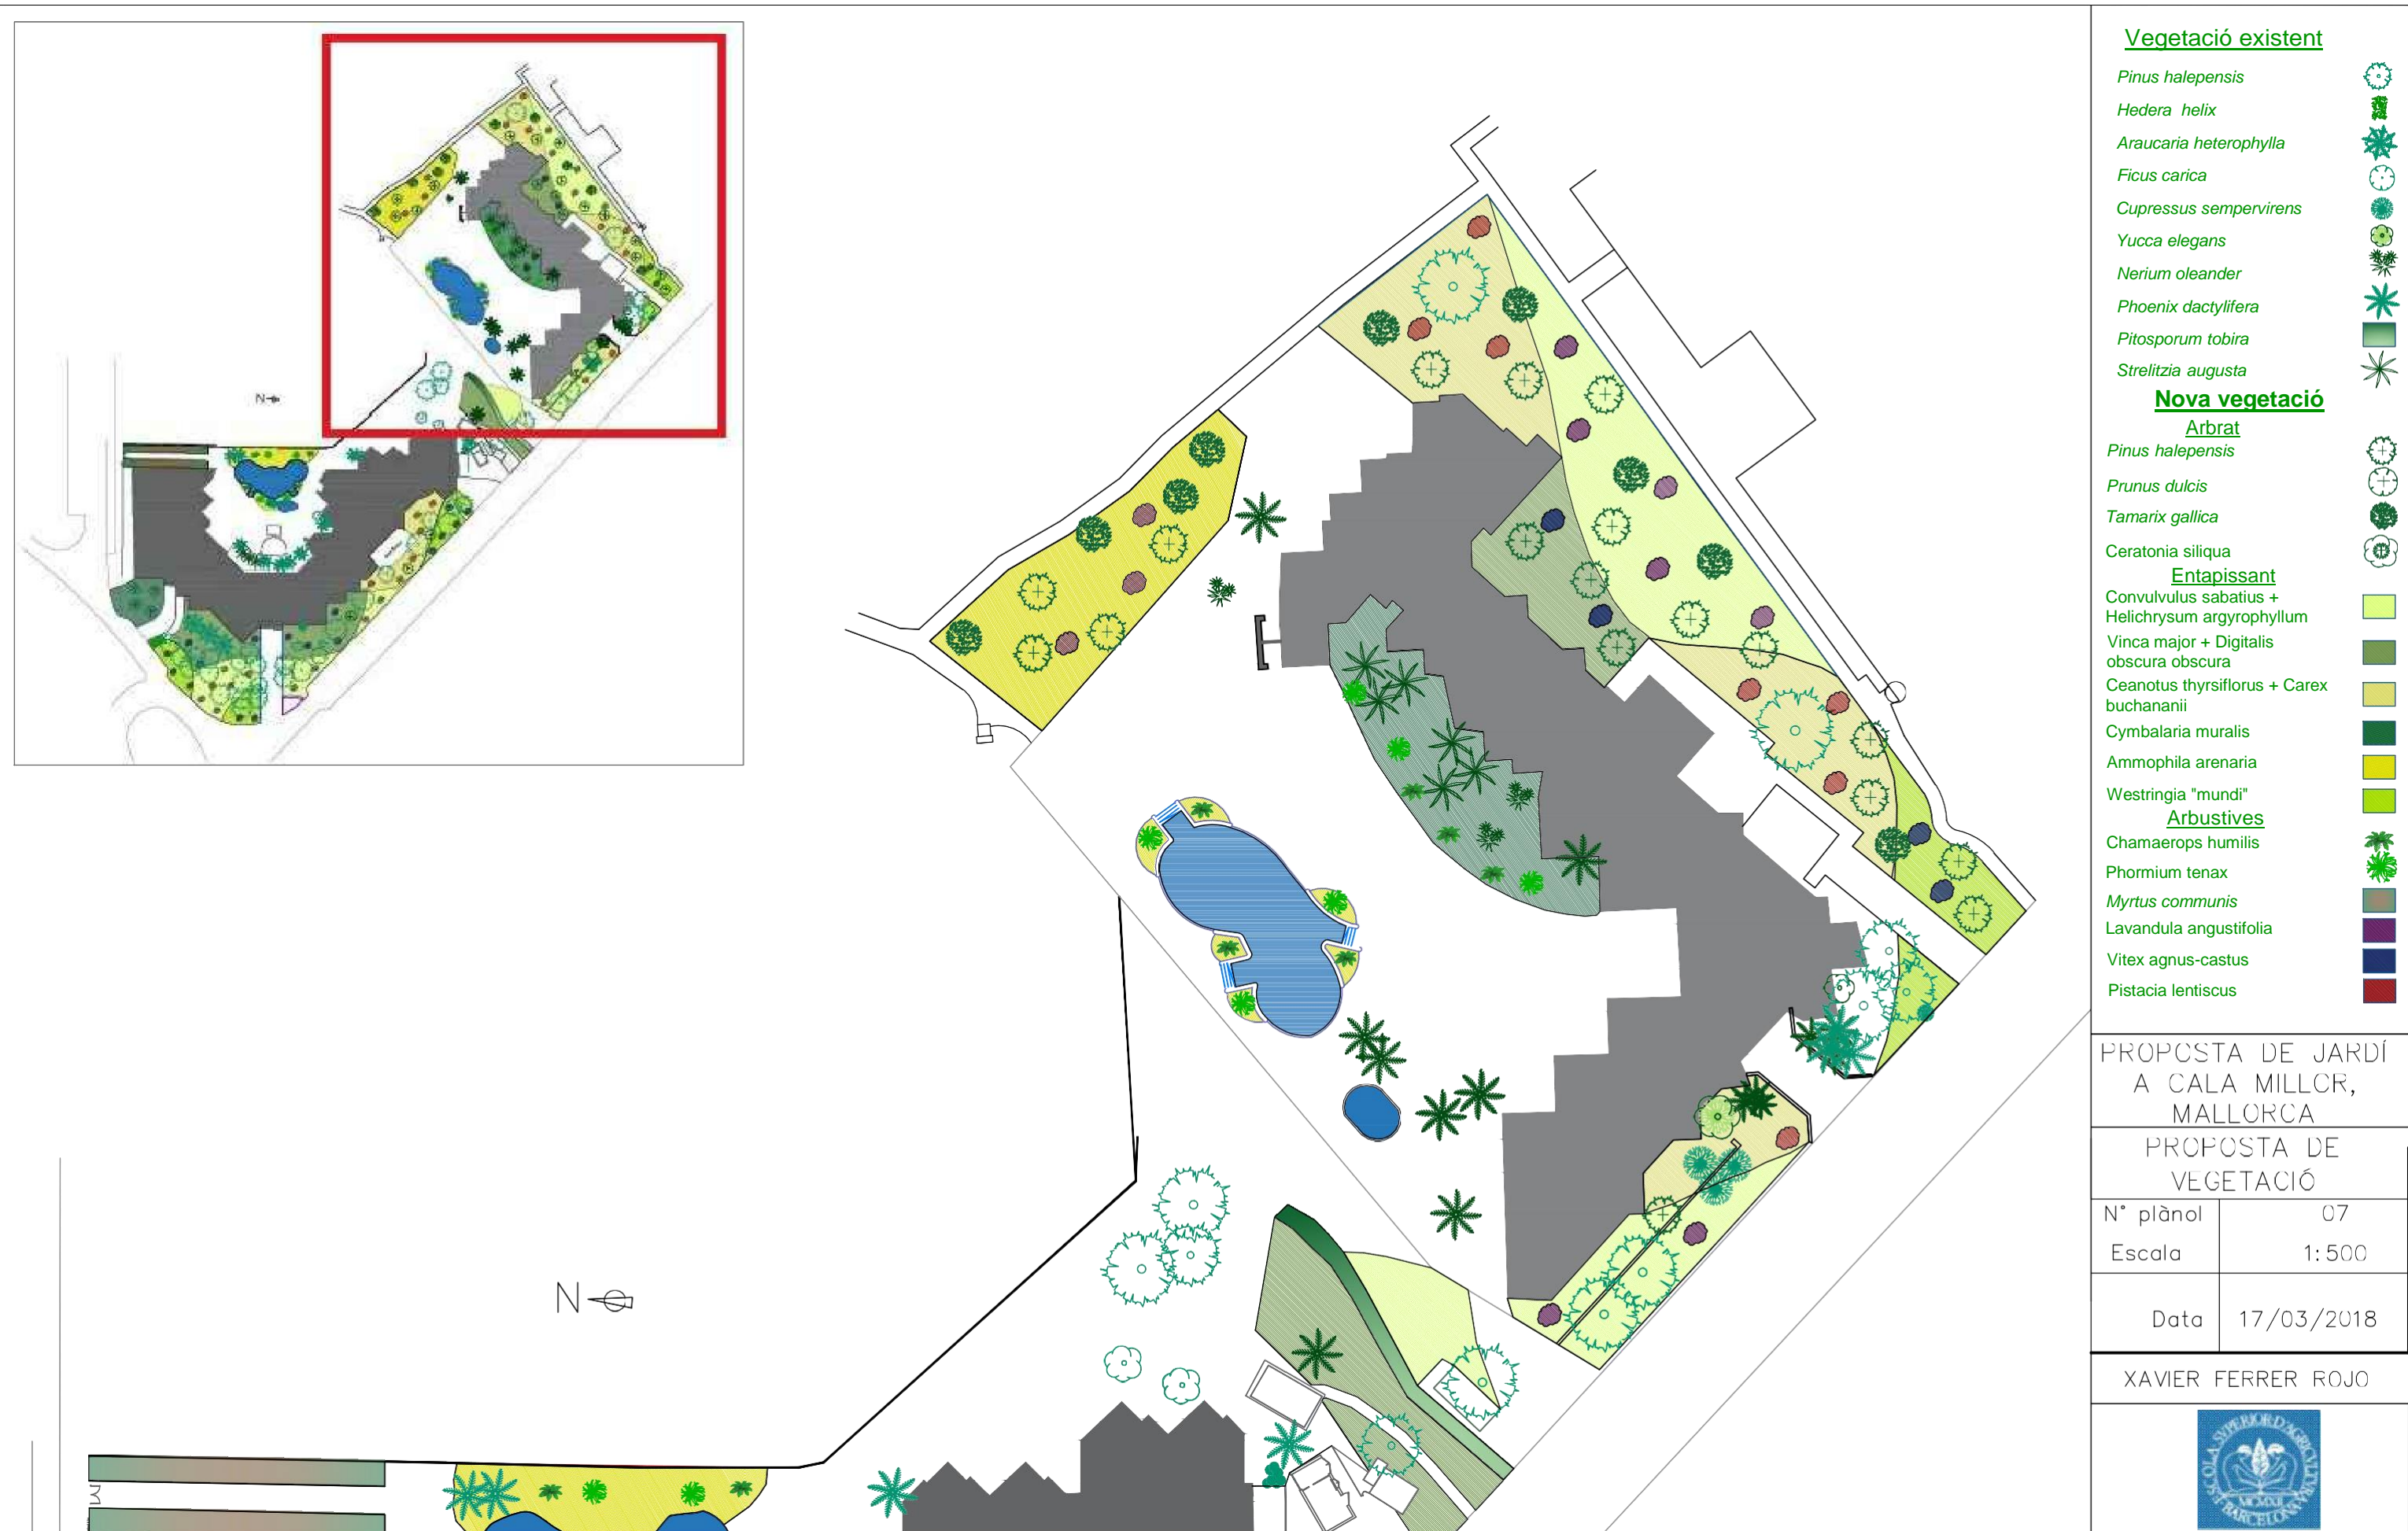 Vegetació existent
Pinus halepensis
Hedera helix
Araucaria heterophylla
Ficus carica
Cupressus sempervirens
Yucca elegans
Nerium oleander
Phoenix dactylifera
Pitosporum tobira
Strelitzia augusta
Nova vegetació
Arbrat
Pinus halepensis
Prunus dulcis
Tamarix gallica
Ceratonia siliqua
Entapissant
Convulvulus sabatius +
Helichrysum argyrophyllum
Vinca major + Digitalis
obscura obscura
Ceanotus thyrsiflorus + Carex
buchananii
Cymbalaria muralis
Ammophila arenaria
Westringia "mundi"
Arbustives
Chamaerops humilis
Phormium tenax
Myrtus communis
Lavandula angustifolia
Vitex agnus-castus
Pistacia lentiscus
PROPOSTA DE JARDÍ
A CALA MILLOR,
MALLORCA
PROPOSTA DE
VEGETACIÓ
N° plànol 07
Escala 1:500
Data 17/03/2018
XAVIER FERRER ROJO
MCMXII
BARCELONA
N
N
M